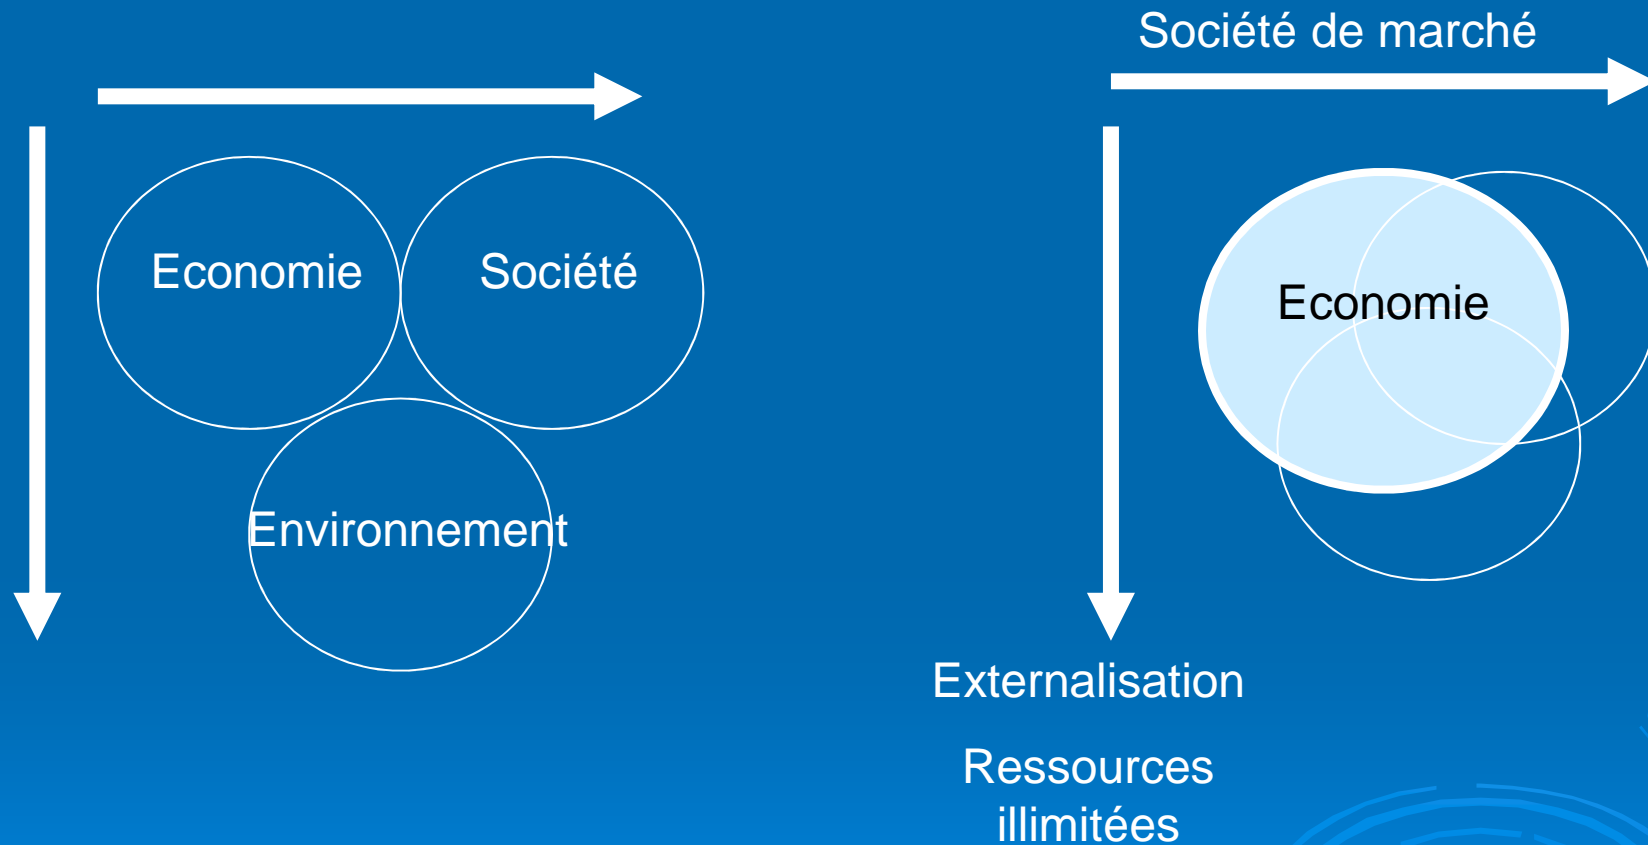 Société de marché
Economie
Société
Economie
Environnement
Externalisation
Ressources
illimitées